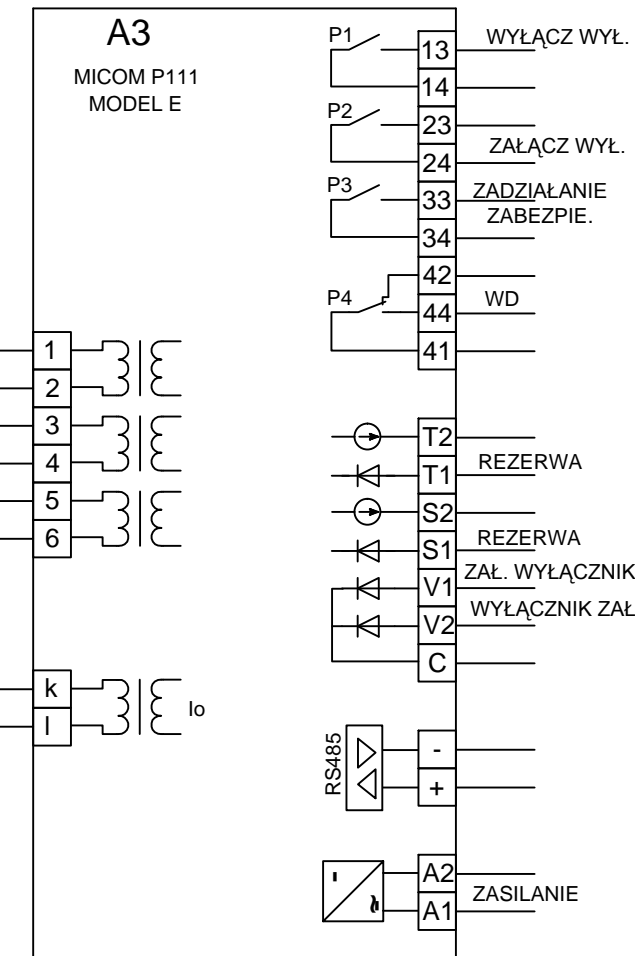 A3
MICOM P111
MODEL E
P1
13
WYŁĄCZ WYŁ.
14
P2
23
24
ZAŁĄCZ WYŁ.
P3
33
ZADZIAŁANIE
ZABEZPIE.
34
42
P4
44
WD
41
1
2
3
4
5
6
T2
T1
REZERWA
S2
S1
REZERWA
V1
ZAŁ. WYŁĄCZNIK
V2
WYŁĄCZNIK ZAŁ
C
k
l
Io
RS485
-
+
A2
A1
ZASILANIE